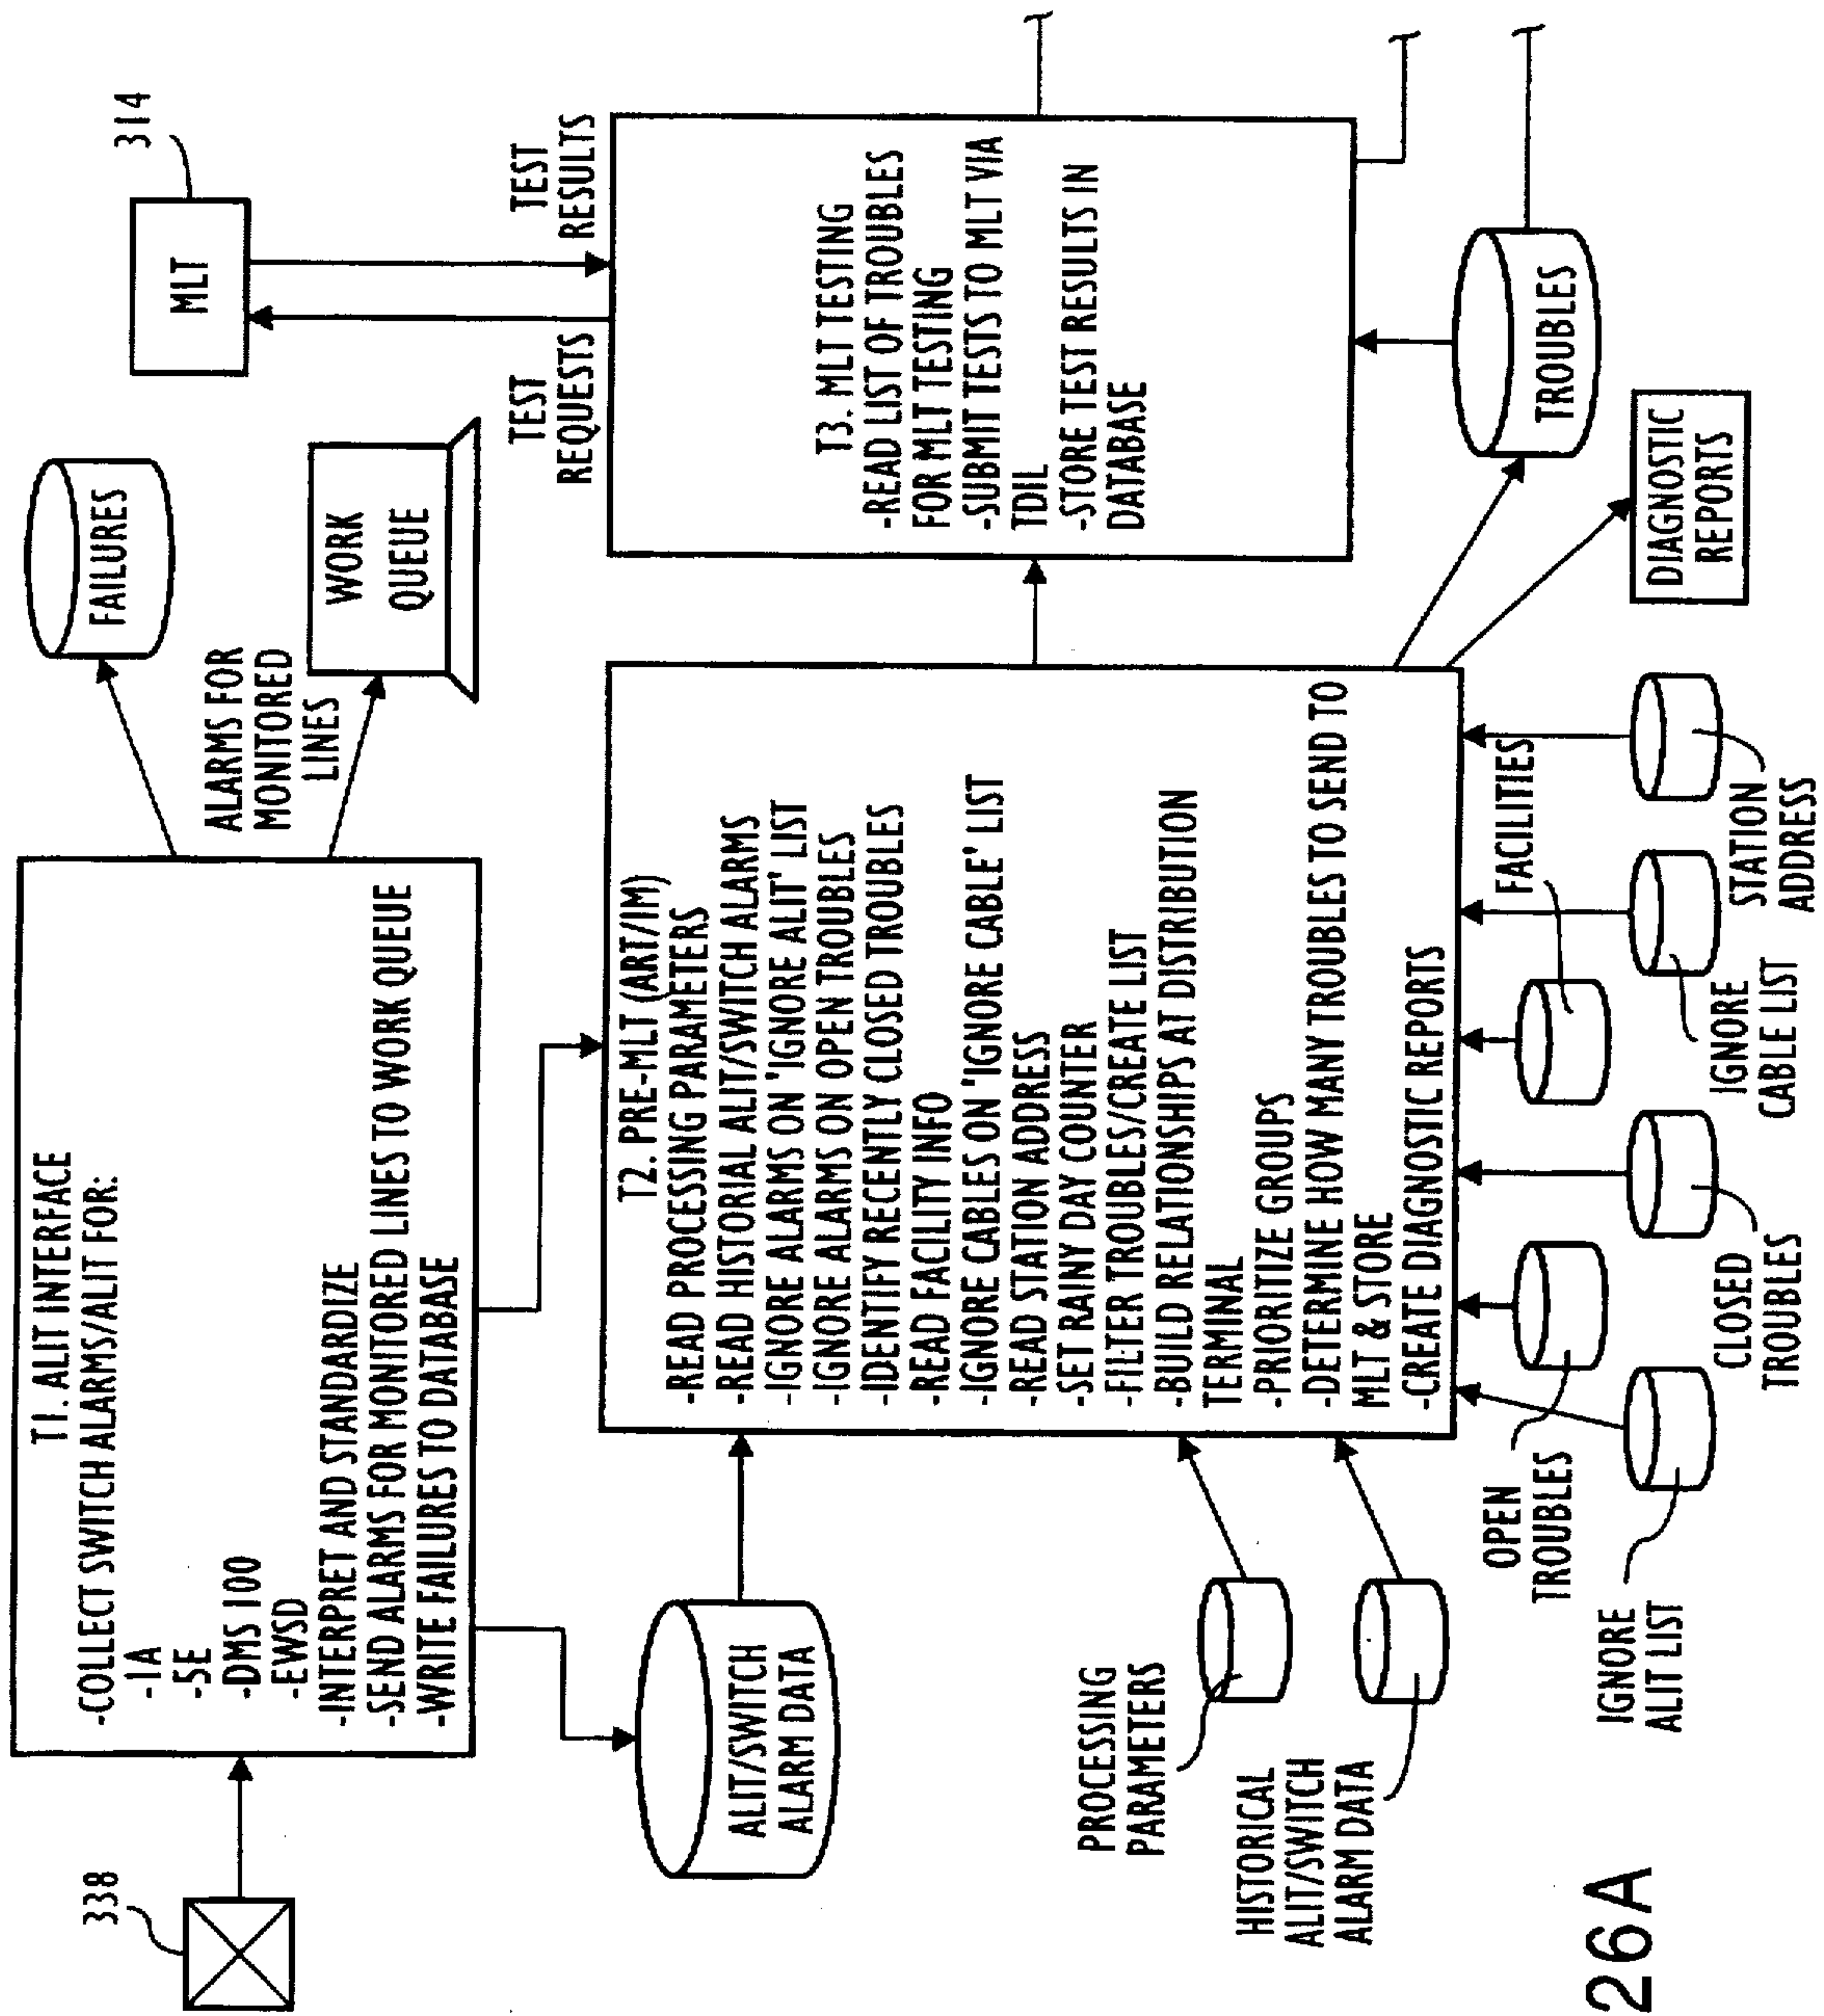 338
T1. ALIT INTERFACE
-COLLECT SWITCH ALARMS/ALIT FOR:
-1A
-5E
-DMS 100
-EWSD
-INTERPRET AND STANDARDIZE
-SEND ALARMS FOR MONITORED LINES TO WORK QUEUE
-WRITE FAILURES TO DATABASE
FAILURES
ALARMS FOR
MONITORED
LINES
WORK
QUEUE
MLT
314
TEST
REQUESTS
TEST
RESULTS
ALIT/SWITCH
ALARM DATA
T2. PRE-MLT (ART/IM)
-READ PROCESSING PARAMETERS
-READ HISTORIAL ALIT/SWITCH ALARMS
-IGNORE ALARMS ON 'IGNORE ALIT' LIST
-IGNORE ALARMS ON OPEN TROUBLES
-IDENTIFY RECENTLY CLOSED TROUBLES
-READ FACILITY INFO
-IGNORE CABLES ON 'IGNORE CABLE' LIST
-READ STATION ADDRESS
-SET RAINY DAY COUNTER
-FILTER TROUBLES/CREATE LIST
-BUILD RELATIONSHIPS AT DISTRIBUTION
TERMINAL
-PRIORITIZE GROUPS
-DETERMINE HOW MANY TROUBLES TO SEND TO
MLT & STORE
-CREATE DIAGNOSTIC REPORTS
T3. MLT TESTING
-READ LIST OF TROUBLES
FOR MLT TESTING
-SUBMIT TESTS TO MLT VIA
TDIL
-STORE TEST RESULTS IN
DATABASE
PROCESSING
PARAMETERS
HISTORICAL
ALIT/SWITCH
ALARM DATA
IGNORE
ALIT LIST
OPEN
TROUBLES
CLOSED
TROUBLES
FACILITIES
IGNORE
CABLE LIST
STATION
ADDRESS
TROUBLES
DIAGNOSTIC
REPORTS
26A